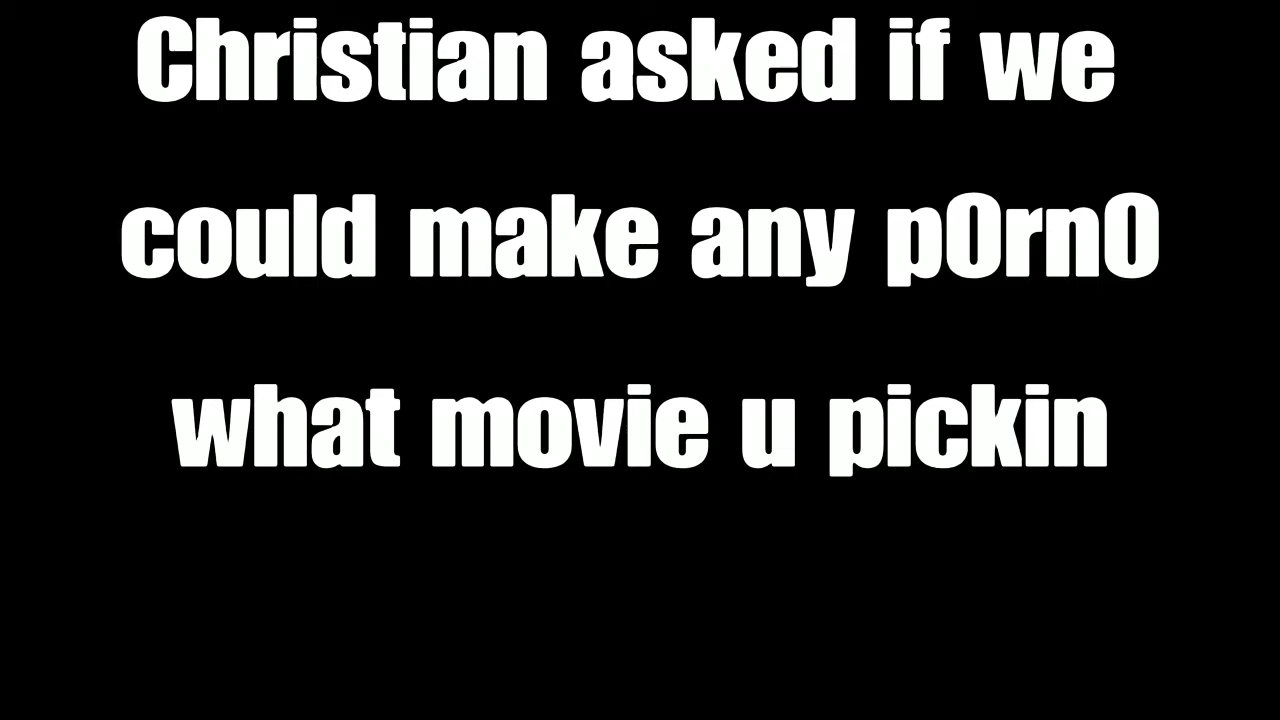 Christian asked if we
could make any p0rn0
what movie u pickin